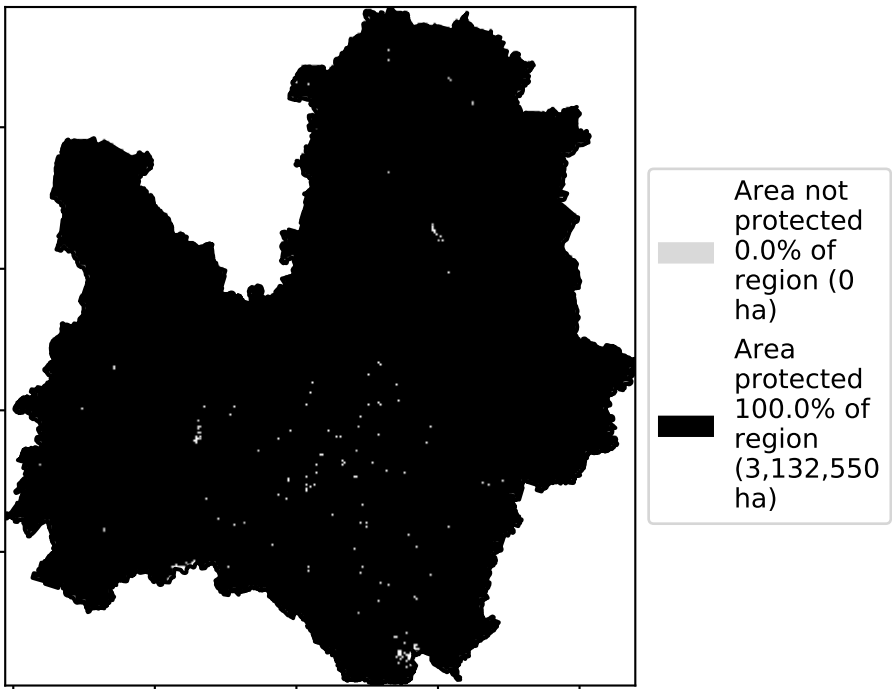 Area not
protected
0.0% of
region (0
ha)
Area
protected
100.0% of
region
(3,132,550
ha)